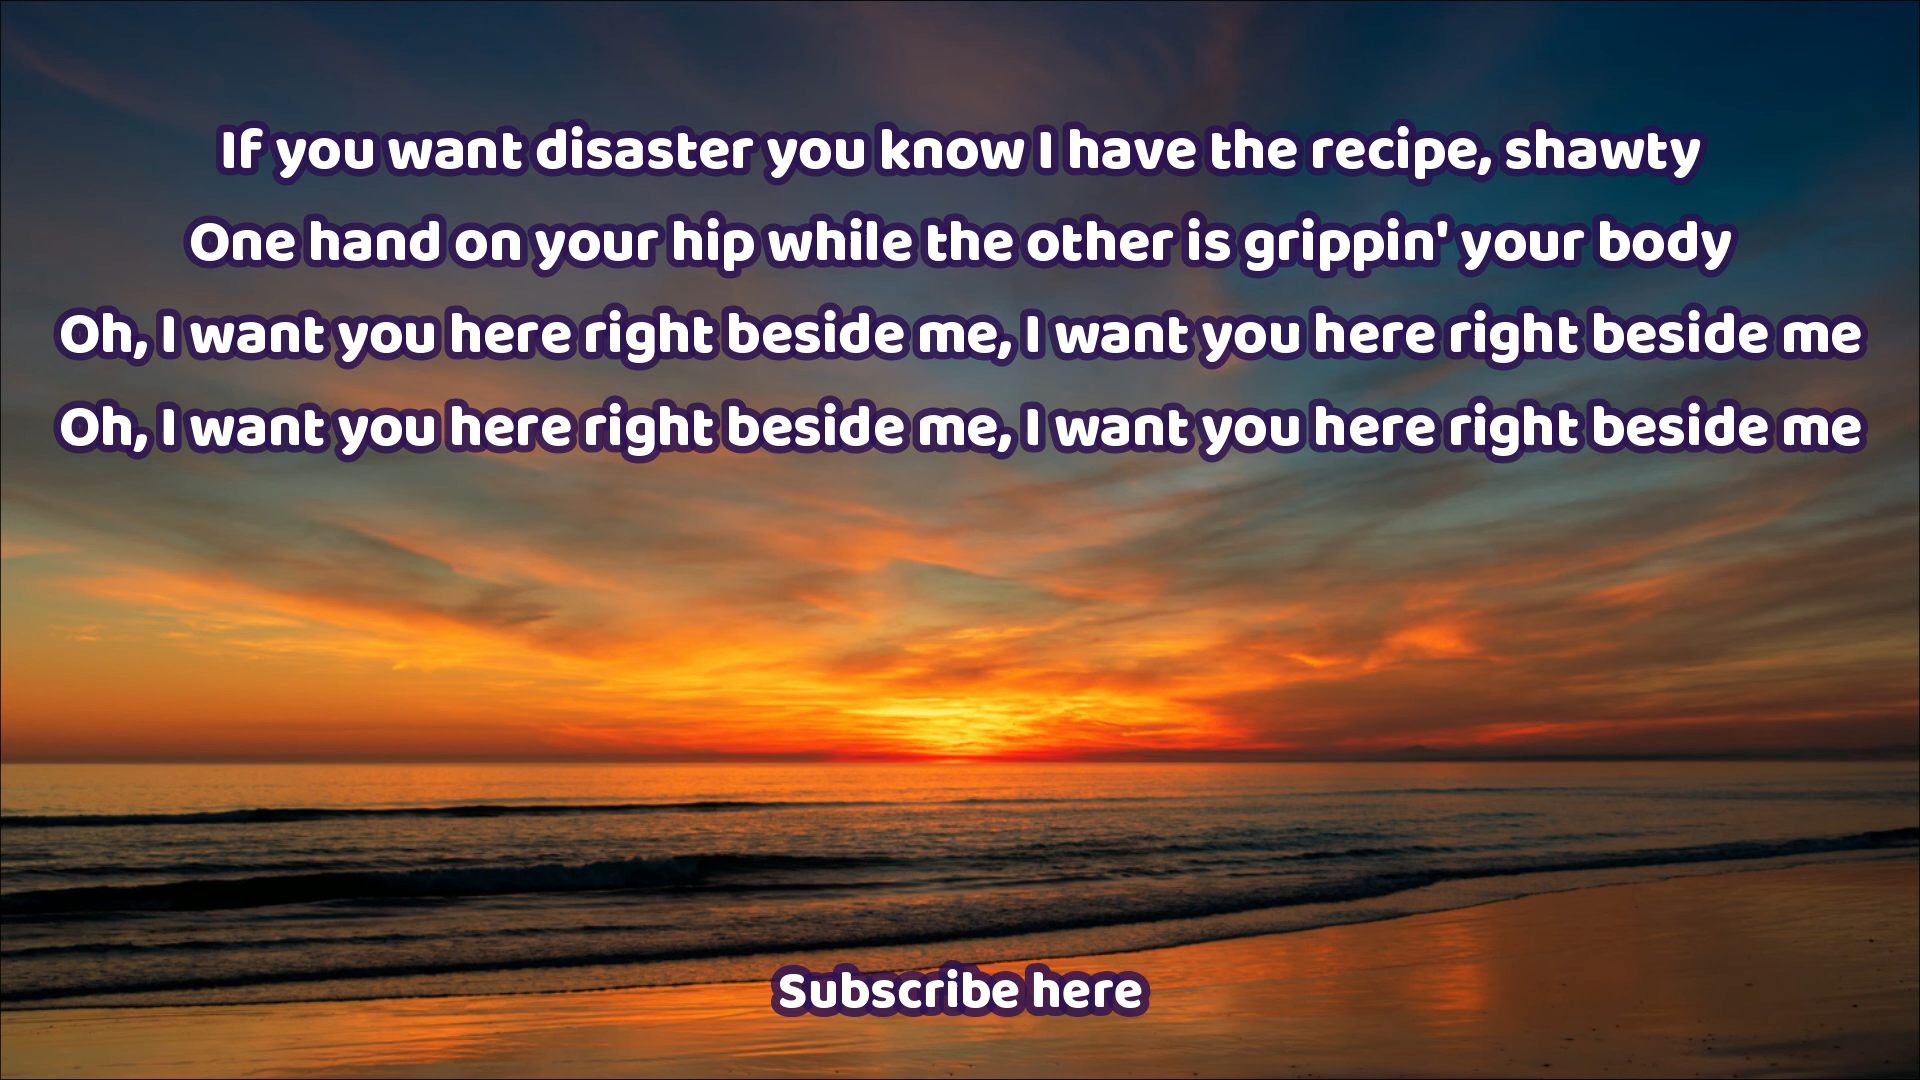 If you want disaster you know I have the recipe, shawty
One hand on your hip while the other is grippin' your body
Oh, I want you here right beside me, I want you here right beside me
Oh, I want you here right beside me, I want you here right beside me
Subscribe here